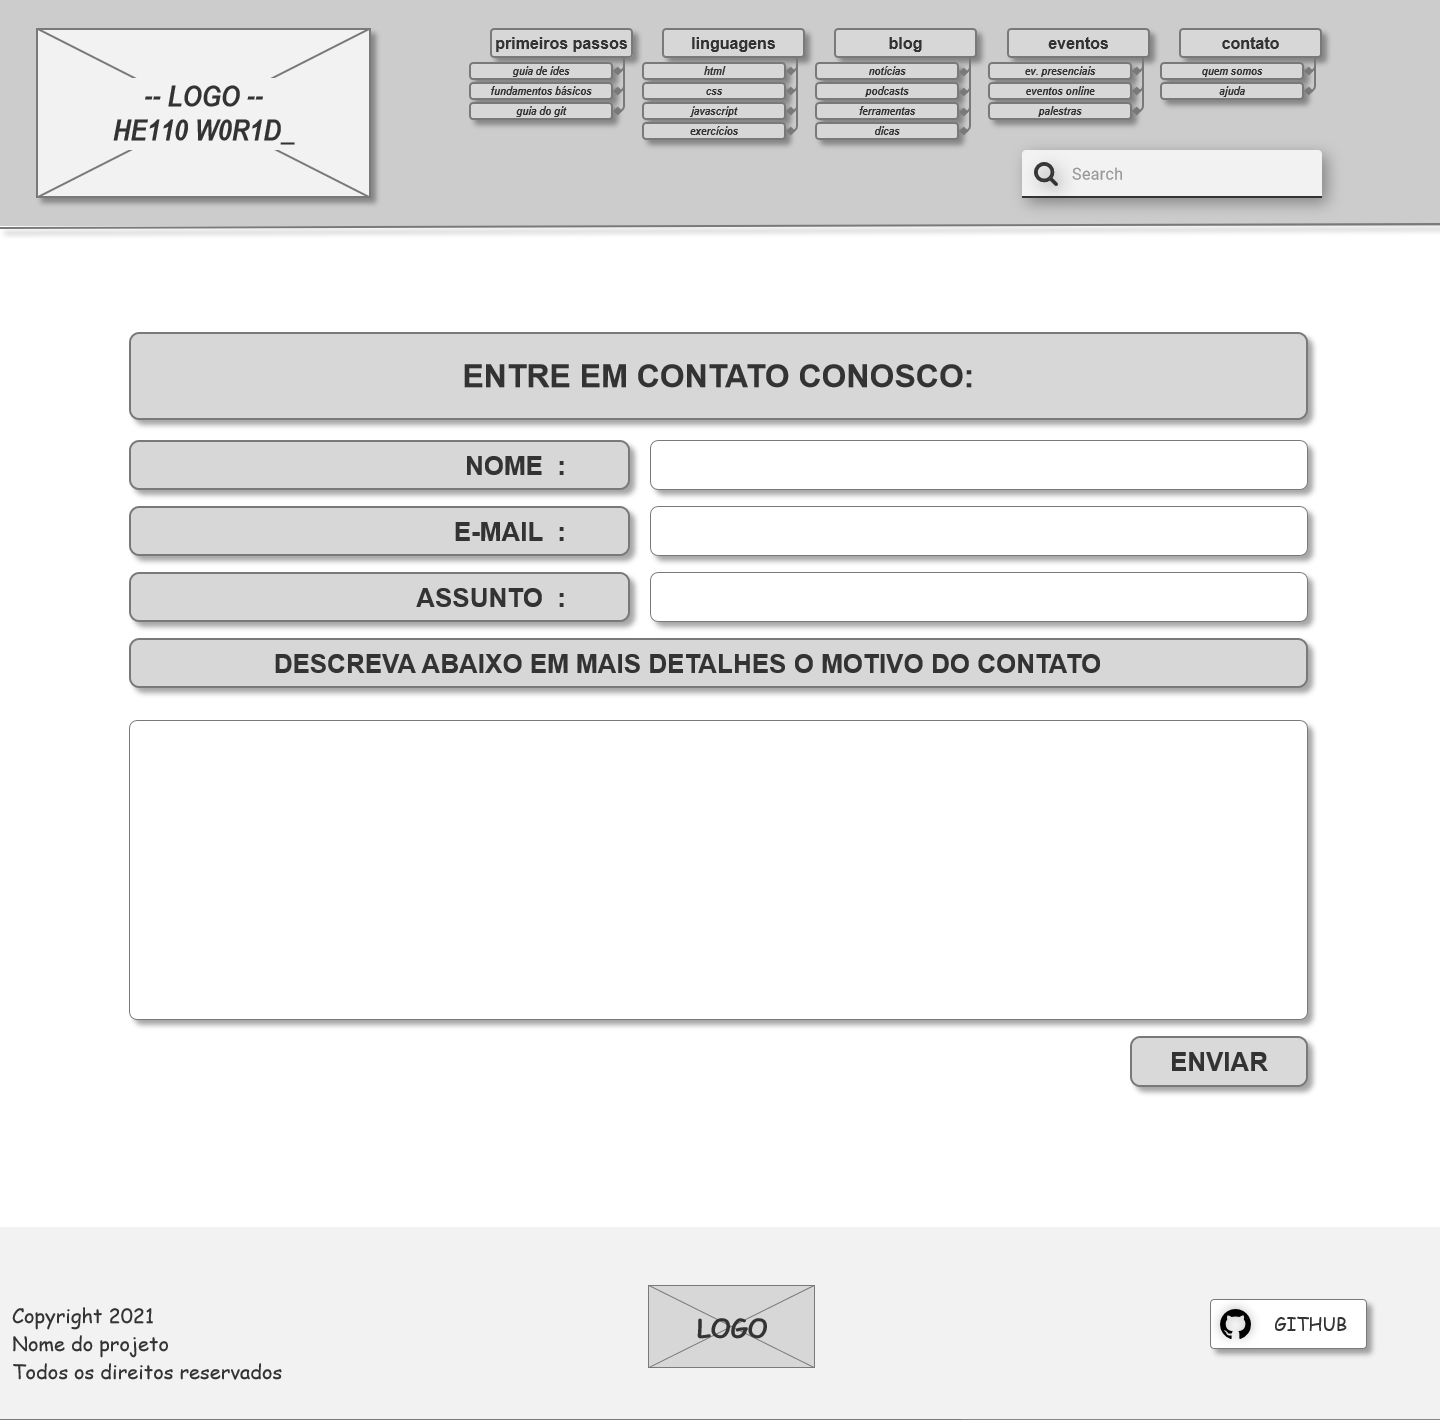 -- LOGO --
HE110 W0R1D_
primeiros passos
guia de ides
fundamentos básicos
guia do git
linguagens
html
css
javascript
exercícios
blog
notícias
podcasts
ferramentas
dicas
eventos
ev. presenciais
eventos online
palestras
contato
quem somos
ajuda
Search
ENTRE EM CONTATO CONOSCO:
NOME :
E-MAIL :
ASSUNTO :
DESCREVA ABAIXO EM MAIS DETALHES O MOTIVO DO CONTATO
ENVIAR
Copyright 2021
Nome do projeto
Todos os direitos reservados
LOGO
GITHUB